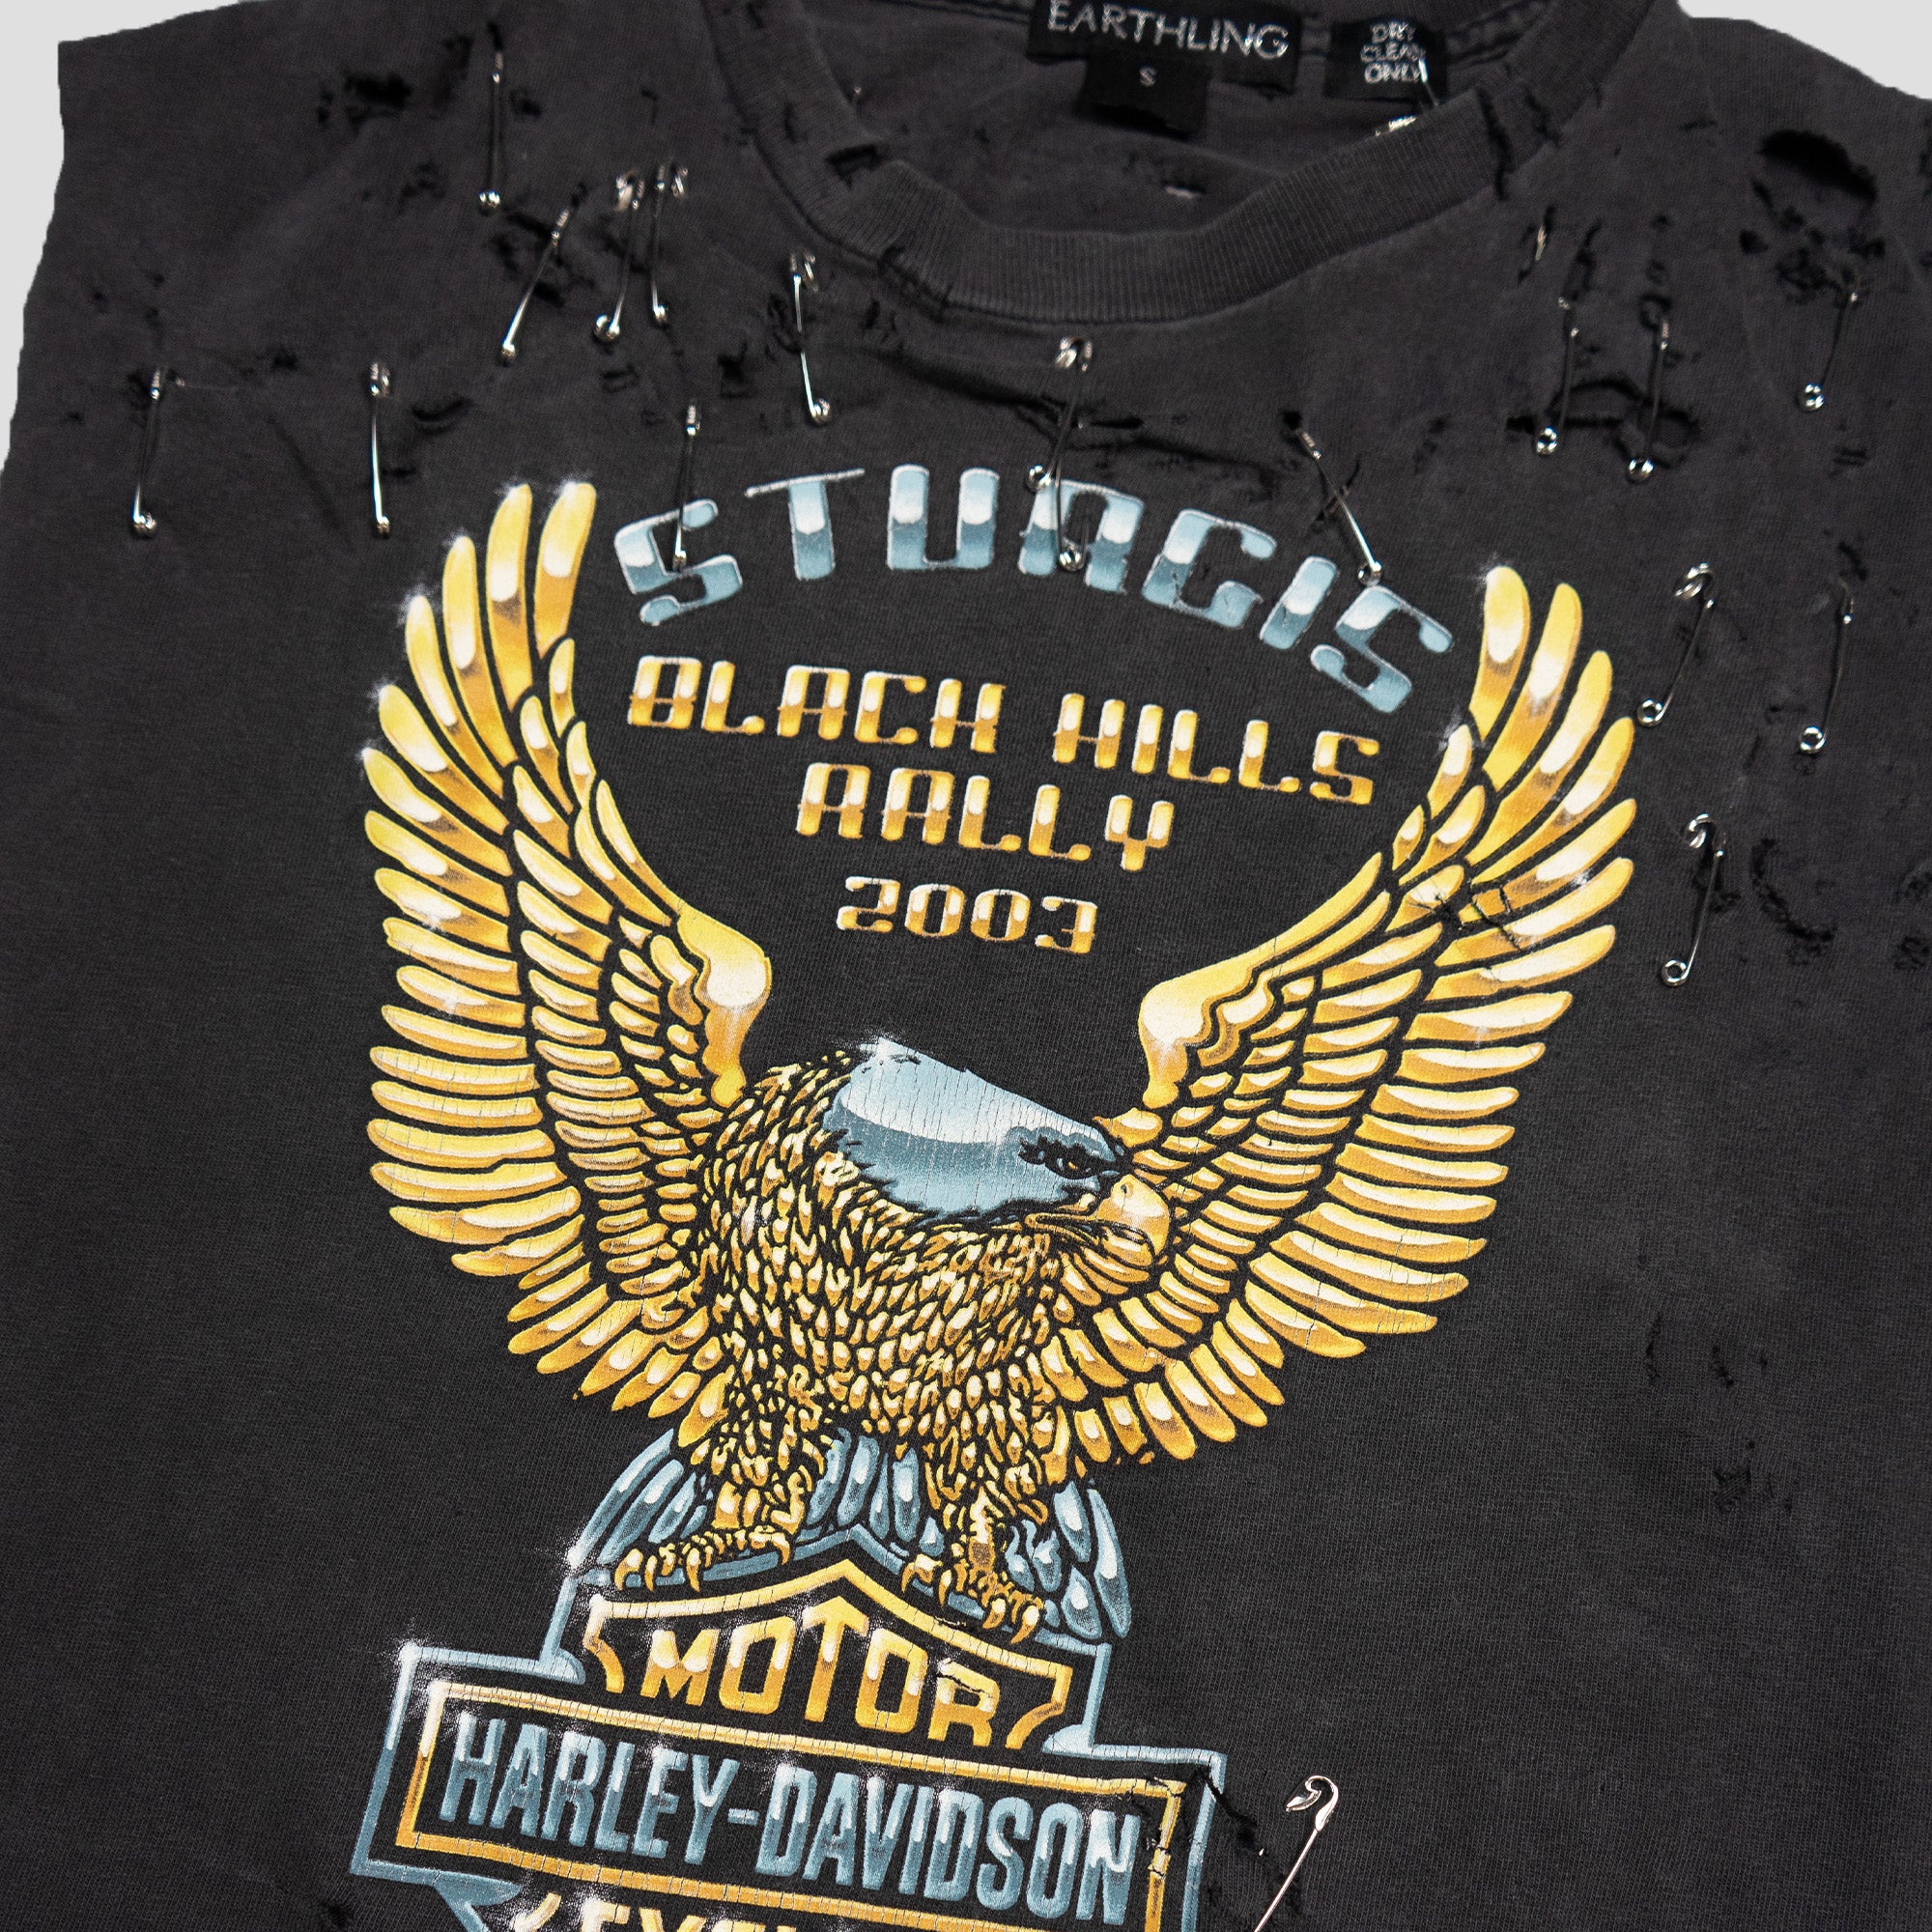 EARTHLING
S
DRY
CLEAN
ONLY
STURGIS
BLACK HILLS
RALLY
2003
MOTOR
HARLEY-DAVIDSON